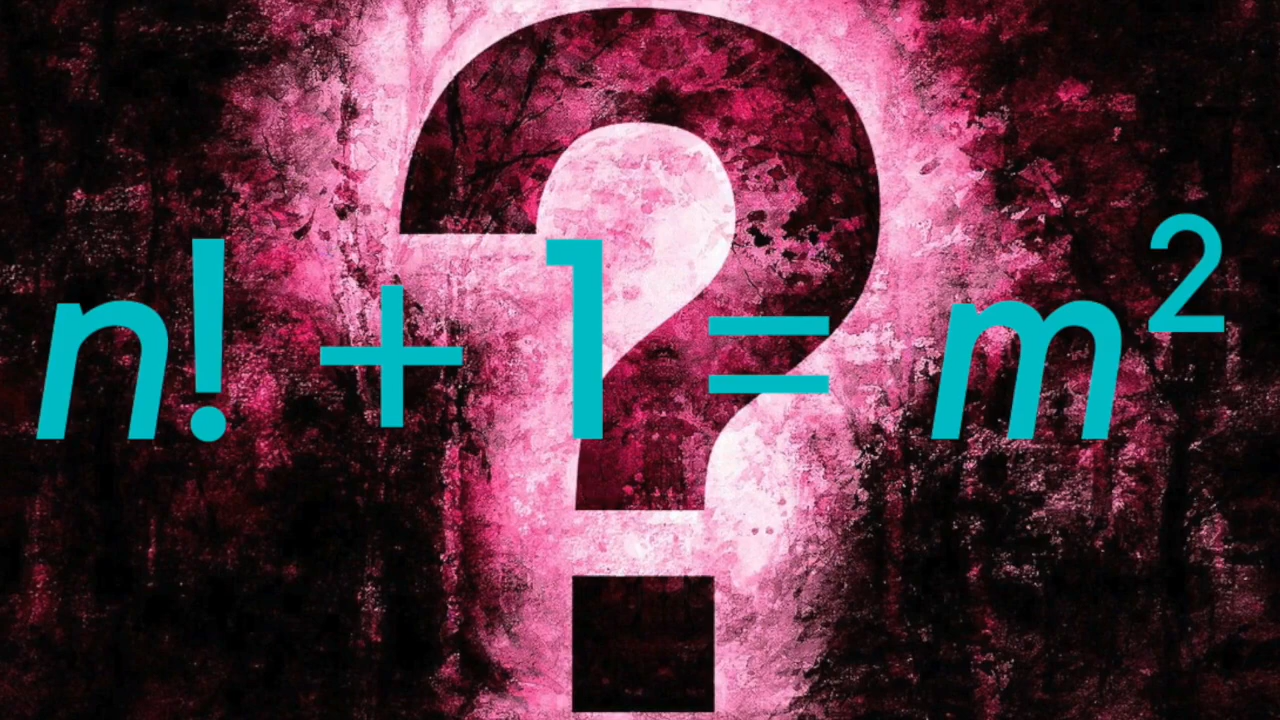 n! + 1 = m²